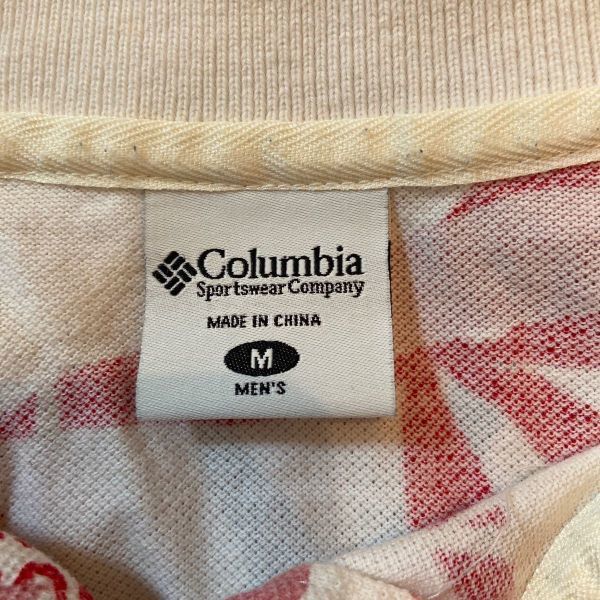 Columbia
Sportswear Company
MADE IN CHINA
M
MEN'S